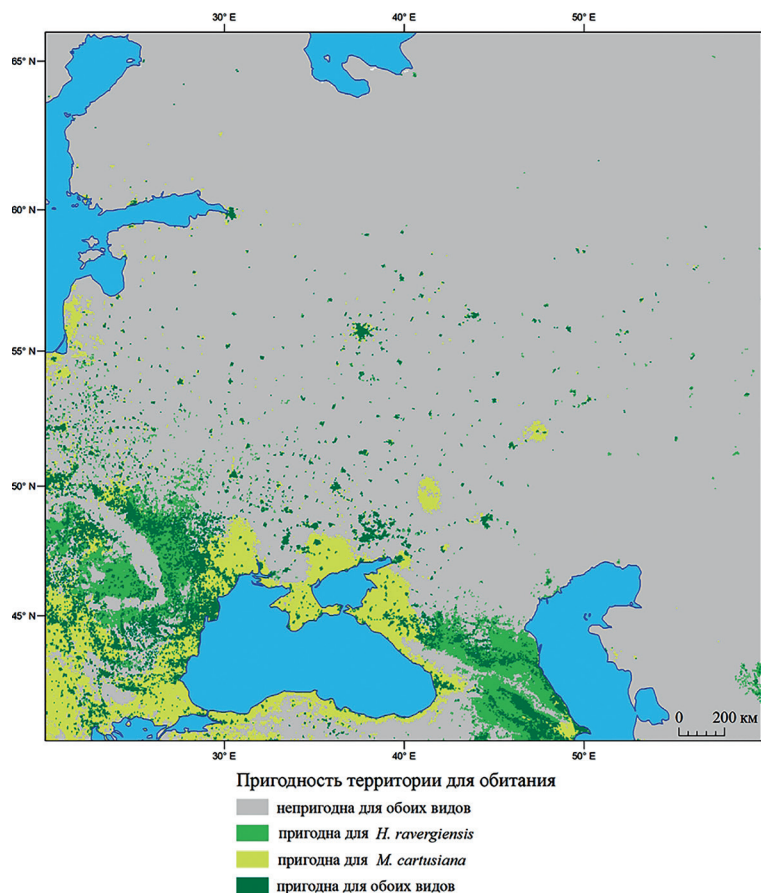 30° E 40° E 50° E
65° N
60° N
55° N
50° N
45° N
0 200 км
30° E 40° E 50° E
Пригодность территории для обитания
непригодна для обоих видов
пригодна для H. ravergiensis
пригодна для M. cartusiana
пригодна для обоих видов